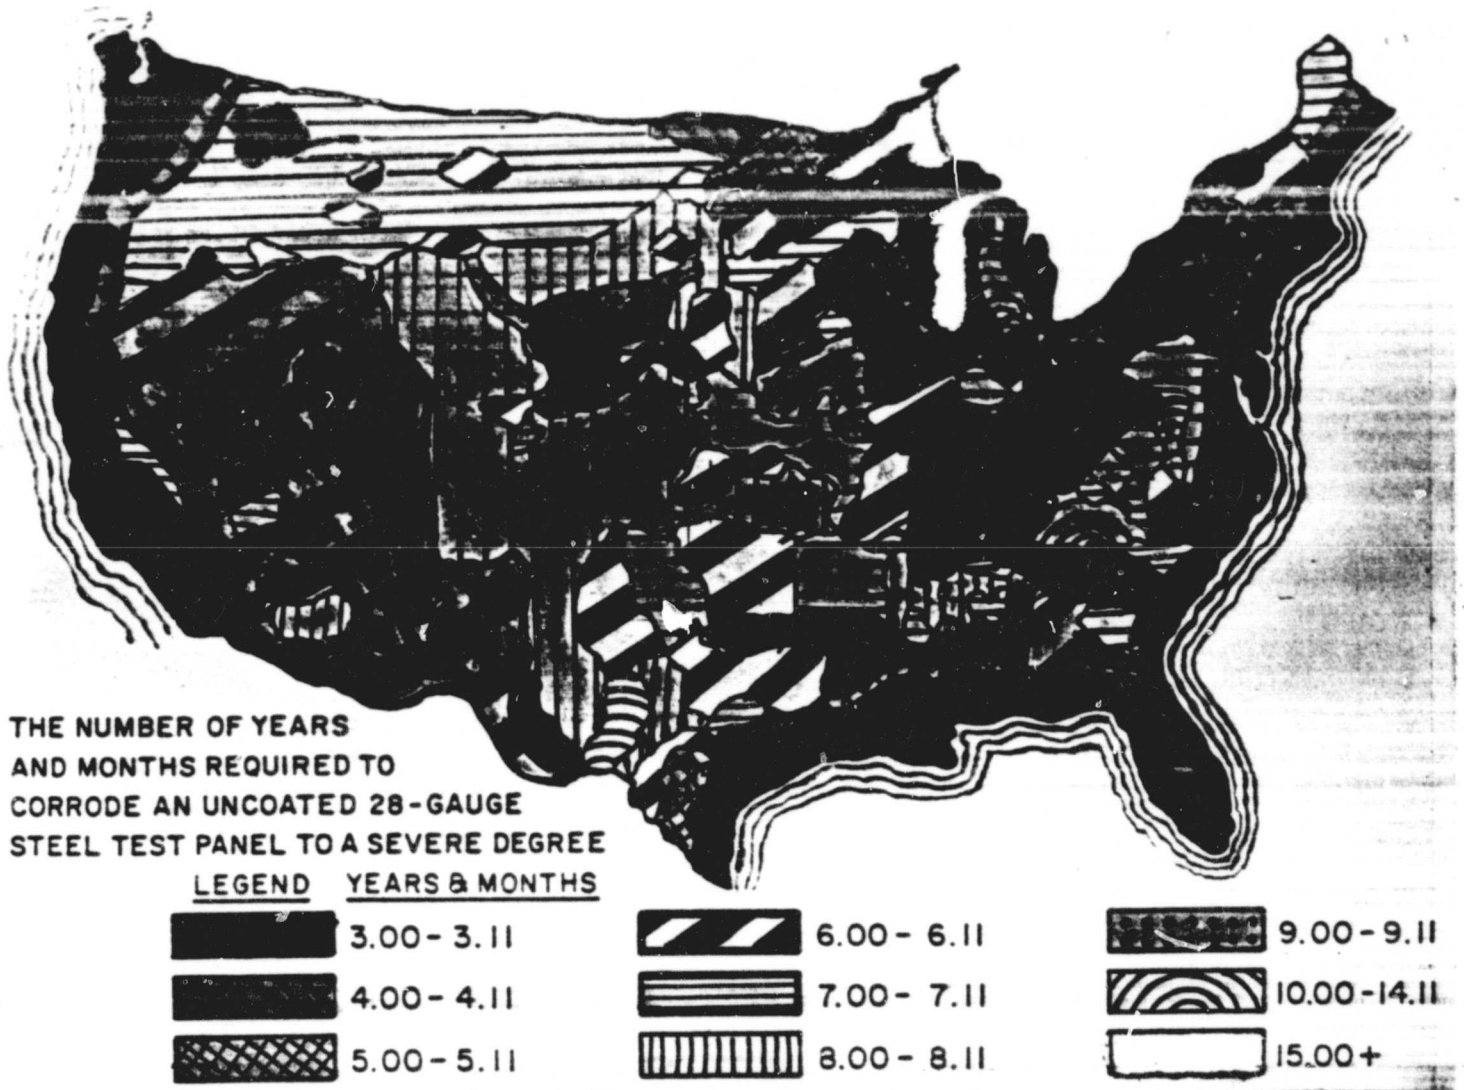 THE NUMBER OF YEARS
AND MONTHS REQUIRED TO
CORRODE AN UNCOATED 28-GAUGE
STEEL TEST PANEL TO A SEVERE DEGREE
LEGEND YEARS & MONTHS
3.00-3.11
4.00-4.11
5.00-5.11
6.00-6.11
7.00-7.11
8.00-8.11
9.00-9.11
10.00-14.11
15.00+